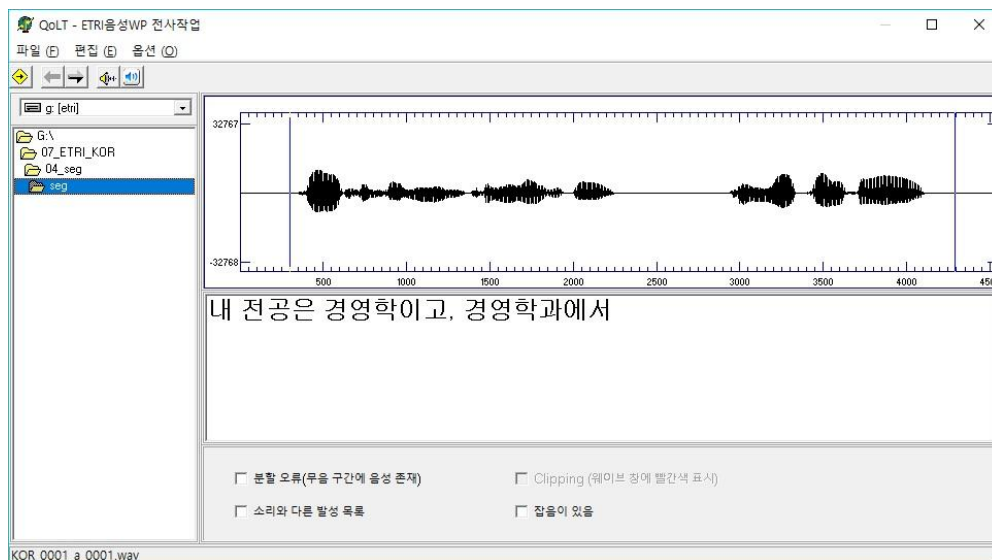 QoLT - ETRI음성WP 전사작업
파일 (F) 편집 (E) 옵션 (O)
g: [etri]
G:\
07_ETRI_KOR
04_seg
seg
32767
-32768
500 1000 1500 2000 2500 3000 3500 4000 450
내 전공은 경영학이고, 경영학과에서
분할 오류(무음 구간에 음성 존재)
Clipping (웨이브 창에 빨간색 표시)
소리와 다른 발성 목록
잡음이 있음
KOR_0001_a_0001.wav